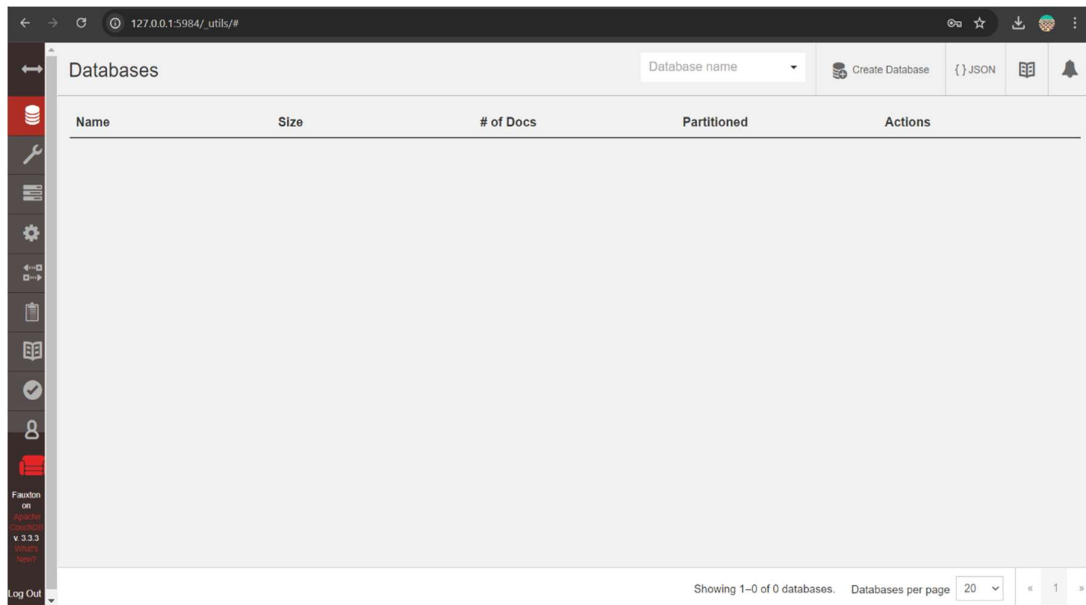 127.0.0.1:5984/_utils/#
Databases
Database name
Create Database
{ } JSON
Name Size # of Docs Partitioned Actions
Fauxton
on
Apache
CouchDB
v. 3.3.3
What's
New?
Log Out
Showing 1–0 of 0 databases. Databases per page 20 « 1 »